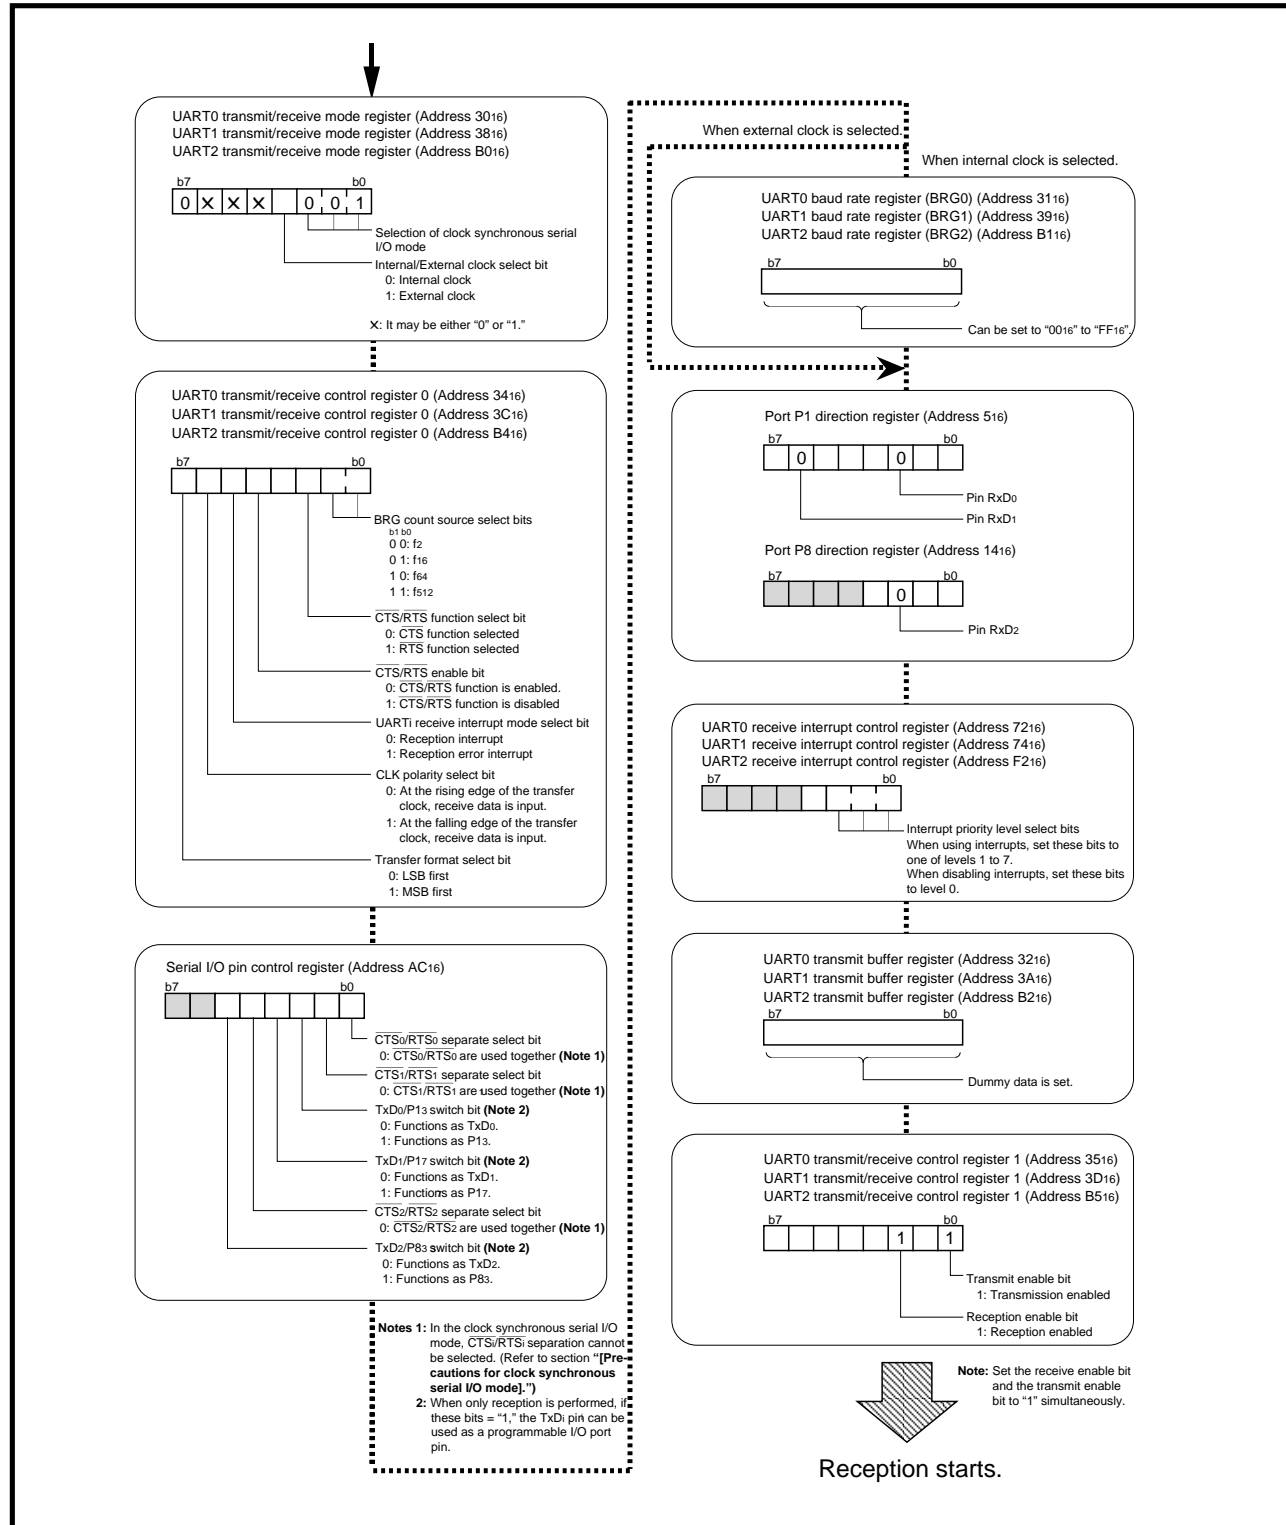 UART0 transmit/receive mode register (Address 3016)
UART1 transmit/receive mode register (Address 3816)
UART2 transmit/receive mode register (Address B016)
b7 b0
0 ✕ ✕ ✕ 0 0 1
Selection of clock synchronous serial
I/O mode
Internal/External clock select bit
0: Internal clock
1: External clock
✕: It may be either “0” or “1.”
UART0 transmit/receive control register 0 (Address 3416)
UART1 transmit/receive control register 0 (Address 3C16)
UART2 transmit/receive control register 0 (Address B416)
b7 b0
BRG count source select bits
b1 b0
0 0: f2
0 1: f16
1 0: f64
1 1: f512
CTS/RTS function select bit
0: CTS function selected
1: RTS function selected
CTS/RTS enable bit
0: CTS/RTS function is enabled.
1: CTS/RTS function is disabled
UARTi receive interrupt mode select bit
0: Reception interrupt
1: Reception error interrupt
CLK polarity select bit
0: At the rising edge of the transfer
clock, receive data is input.
1: At the falling edge of the transfer
clock, receive data is input.
Transfer format select bit
0: LSB first
1: MSB first
Serial I/O pin control register (Address AC16)
b7 b0
CTS0/RTS0 separate select bit
0: CTS0/RTS0 are used together (Note 1)
CTS1/RTS1 separate select bit
0: CTS1/RTS1 are used together (Note 1)
TxD0/P13 switch bit (Note 2)
0: Functions as TxD0.
1: Functions as P13.
TxD1/P17 switch bit (Note 2)
0: Functions as TxD1.
1: Functions as P17.
CTS2/RTS2 separate select bit
0: CTS2/RTS2 are used together (Note 1)
TxD2/P83 switch bit (Note 2)
0: Functions as TxD2.
1: Functions as P83.
Notes 1: In the clock synchronous serial I/O
mode, CTSi/RTSi separation cannot
be selected. (Refer to section “[Pre-
cautions for clock synchronous
serial I/O mode].”)
2: When only reception is performed, if
these bits = “1,” the TxDi pin can be
used as a programmable I/O port
pin.
When external clock is selected.
When internal clock is selected.
UART0 baud rate register (BRG0) (Address 3116)
UART1 baud rate register (BRG1) (Address 3916)
UART2 baud rate register (BRG2) (Address B116)
b7 b0
Can be set to “0016” to “FF16”.
Port P1 direction register (Address 516)
b7 b0
0 0
Pin RxD0
Pin RxD1
Port P8 direction register (Address 1416)
b7 b0
0
Pin RxD2
UART0 receive interrupt control register (Address 7216)
UART1 receive interrupt control register (Address 7416)
UART2 receive interrupt control register (Address F216)
b7 b0
Interrupt priority level select bits
When using interrupts, set these bits to
one of levels 1 to 7.
When disabling interrupts, set these bits
to level 0.
UART0 transmit buffer register (Address 3216)
UART1 transmit buffer register (Address 3A16)
UART2 transmit buffer register (Address B216)
b7 b0
Dummy data is set.
UART0 transmit/receive control register 1 (Address 3516)
UART1 transmit/receive control register 1 (Address 3D16)
UART2 transmit/receive control register 1 (Address B516)
b7 b0
1 1
Transmit enable bit
1: Transmission enabled
Reception enable bit
1: Reception enabled
Note: Set the receive enable bit
and the transmit enable
bit to “1” simultaneously.
Reception starts.